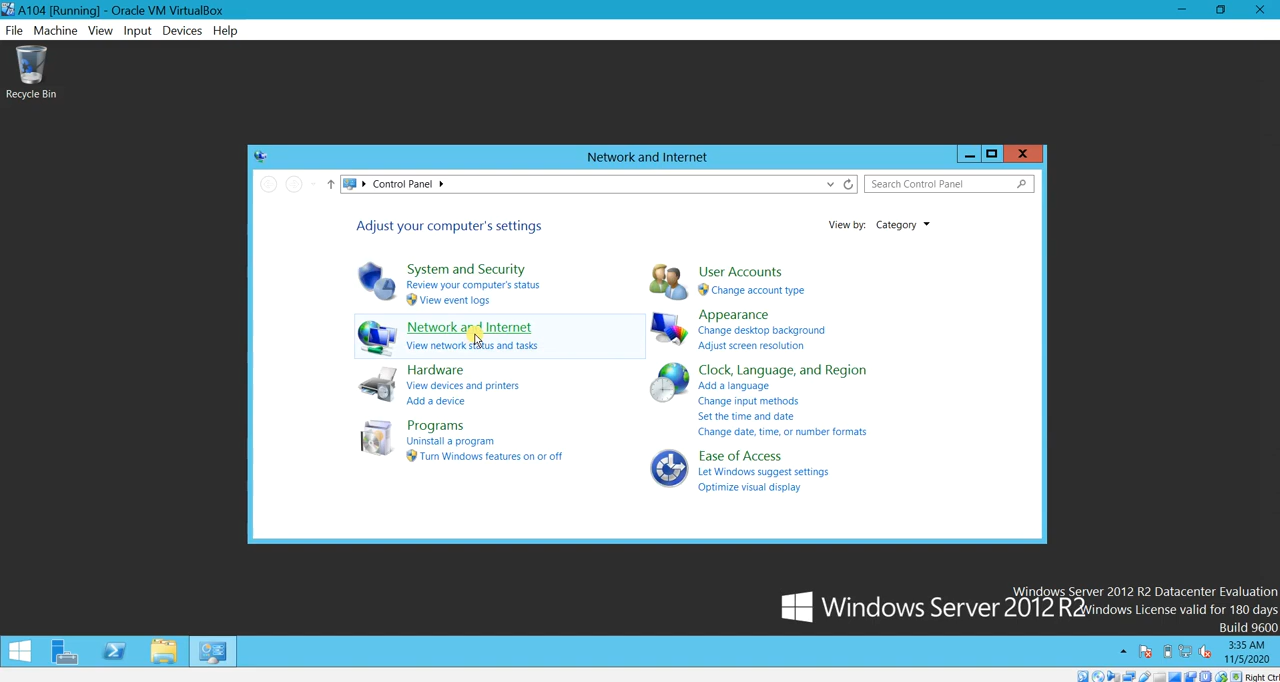 A104 [Running] - Oracle VM VirtualBox
File Machine View Input Devices Help
Recycle Bin
Network and Internet
Control Panel
Search Control Panel
Adjust your computer's settings
View by: Category
System and Security
Review your computer's status
View event logs
Network and Internet
View network status and tasks
Hardware
View devices and printers
Add a device
Programs
Uninstall a program
Turn Windows features on or off
User Accounts
Change account type
Appearance
Change desktop background
Adjust screen resolution
Clock, Language, and Region
Add a language
Change input methods
Set the time and date
Change date, time, or number formats
Ease of Access
Let Windows suggest settings
Optimize visual display
Windows Server 2012 R2 Datacenter Evaluation
Windows Server 2012 R2
Windows License valid for 180 days
Build 9600
3:35 AM
11/5/2020
Right Ctrl